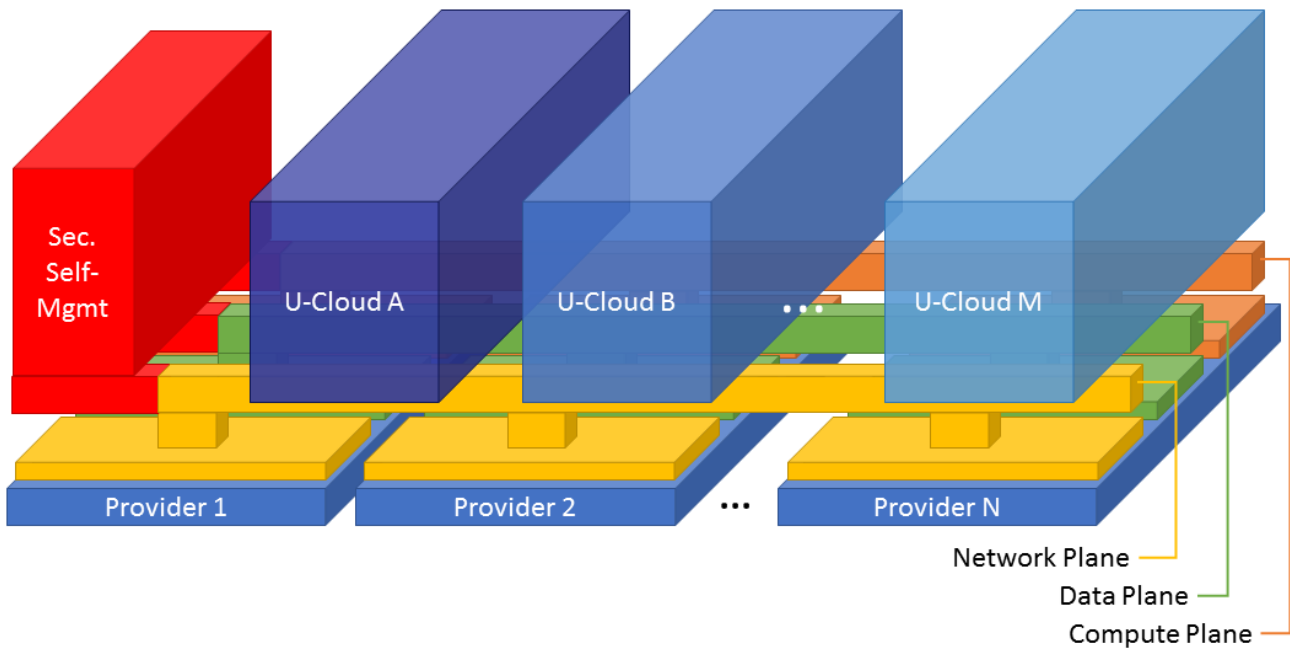 Sec.
Self-
Mgmt
U-Cloud A
U-Cloud B
...
U-Cloud M
Provider 1
Provider 2
...
Provider N
Network Plane
Data Plane
Compute Plane